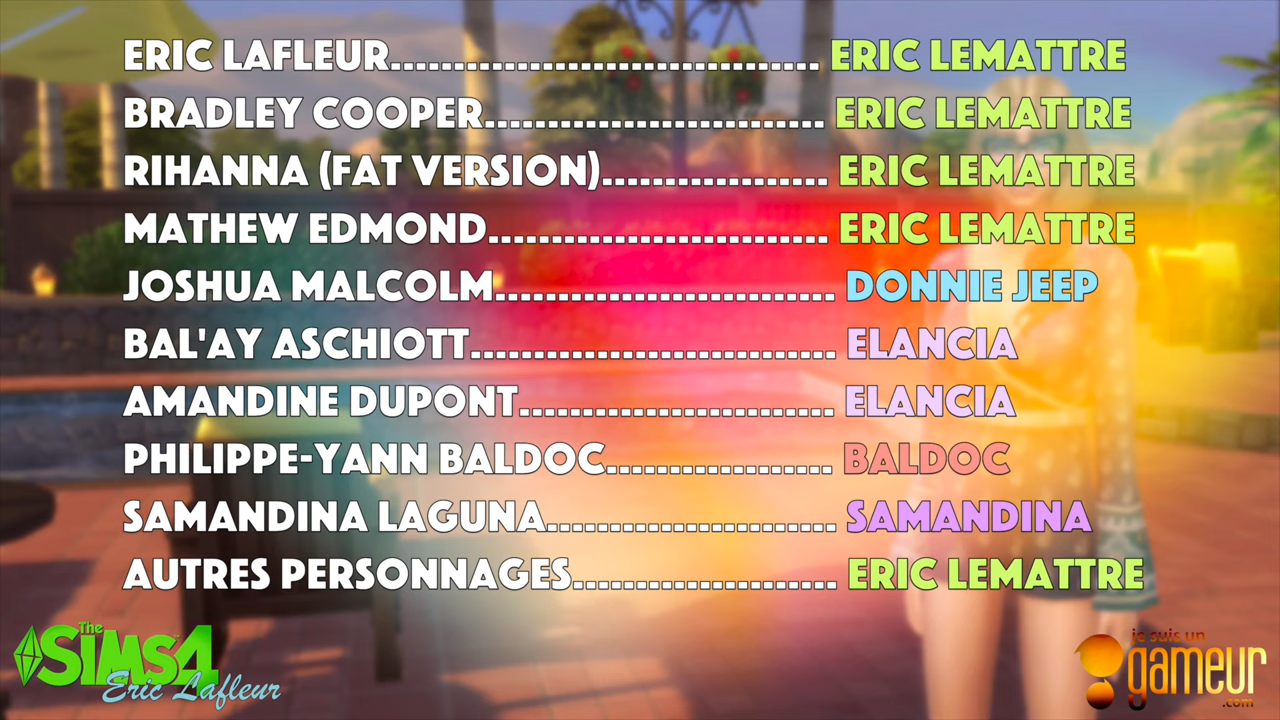 ERIC LAFLEUR.................................. ERIC LEMATTRE
BRADLEY COOPER........................... ERIC LEMATTRE
RIHANNA (FAT VERSION).................. ERIC LEMATTRE
MATHEW EDMOND........................... ERIC LEMATTRE
JOSHUA MALCOLM........................... DONNIE JEEP
BAL'AY ASCHIOTT............................. ELANCIA
AMANDINE DUPONT......................... ELANCIA
PHILIPPE-YANN BALDOC.................. BALDOC
SAMANDINA LAGUNA....................... SAMANDINA
AUTRES PERSONNAGES..................... ERIC LEMATTRE
The
SIMS4
Eric Lafleur
je suis un
gameur
.com